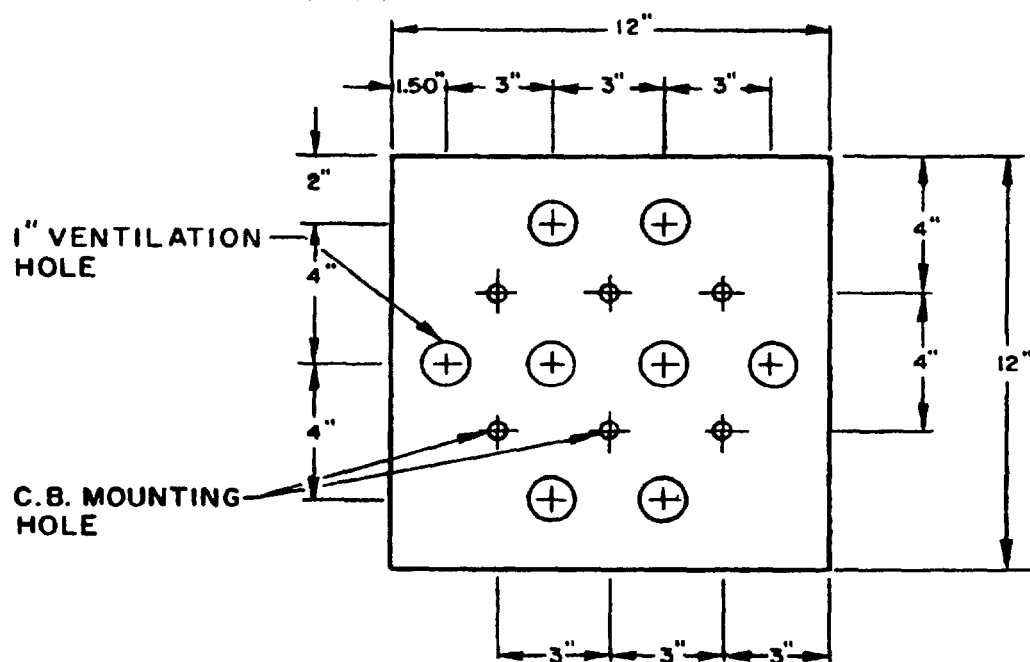 12"
1.50" 3" 3" 3"
2"
4"
1" VENTILATION
HOLE
4"
4"
12"
4"
C.B. MOUNTING
HOLE
3" 3" 3"